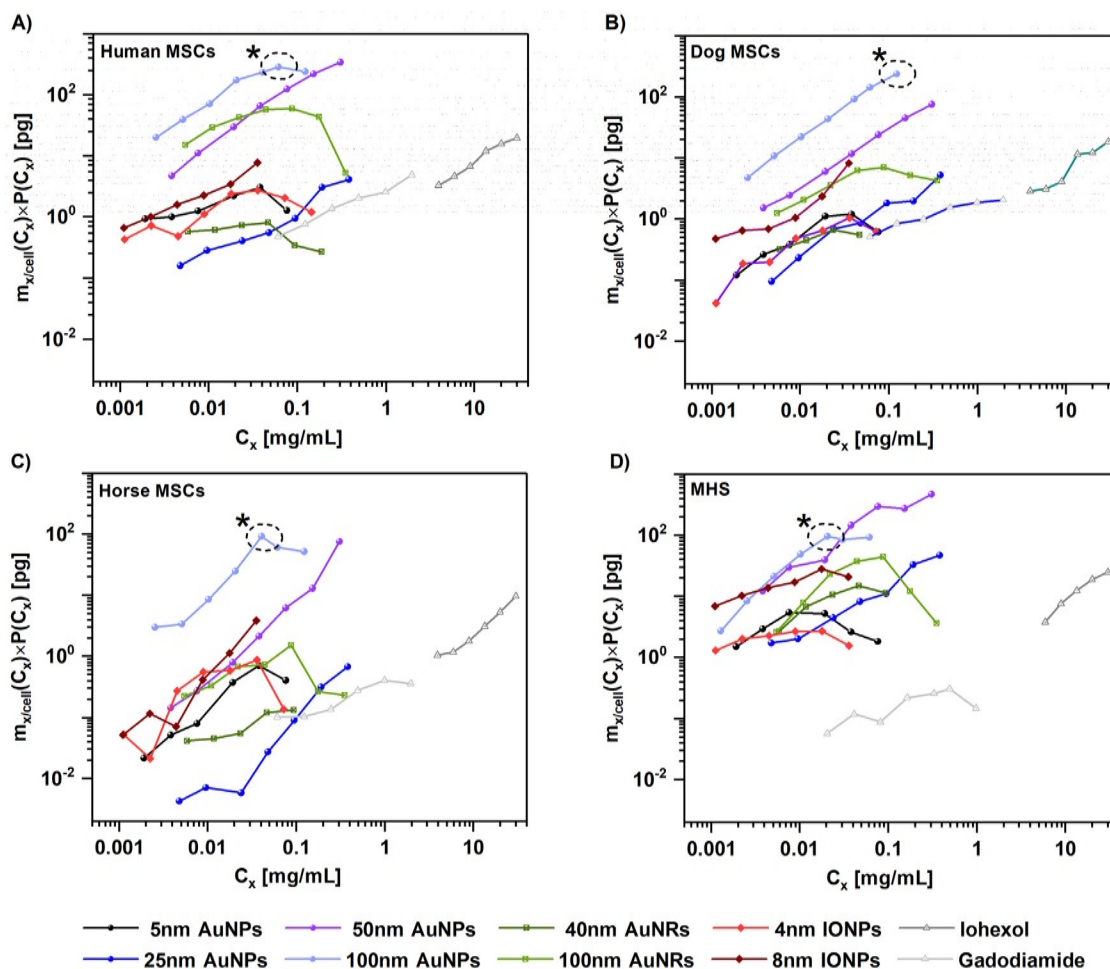 A)
Human MSCs
*
10²
10⁰
10⁻²
mₓ/cell(Cₓ)×P(Cₓ) [pg]
0.001 0.01 0.1 1 10
Cₓ [mg/mL]
B)
Dog MSCs
*
10²
10⁰
10⁻²
mₓ/cell(Cₓ)×P(Cₓ) [pg]
0.001 0.01 0.1 1 10
Cₓ [mg/mL]
C)
Horse MSCs
*
10²
10⁰
10⁻²
mₓ/cell(Cₓ)×P(Cₓ) [pg]
0.001 0.01 0.1 1 10
Cₓ [mg/mL]
D)
MHS
*
10²
10⁰
10⁻²
mₓ/cell(Cₓ)×P(Cₓ) [pg]
0.001 0.01 0.1 1 10
Cₓ [mg/mL]
5nm AuNPs 50nm AuNPs 40nm AuNRs 4nm IONPs Iohexol
25nm AuNPs 100nm AuNPs 100nm AuNRs 8nm IONPs Gadodiamide